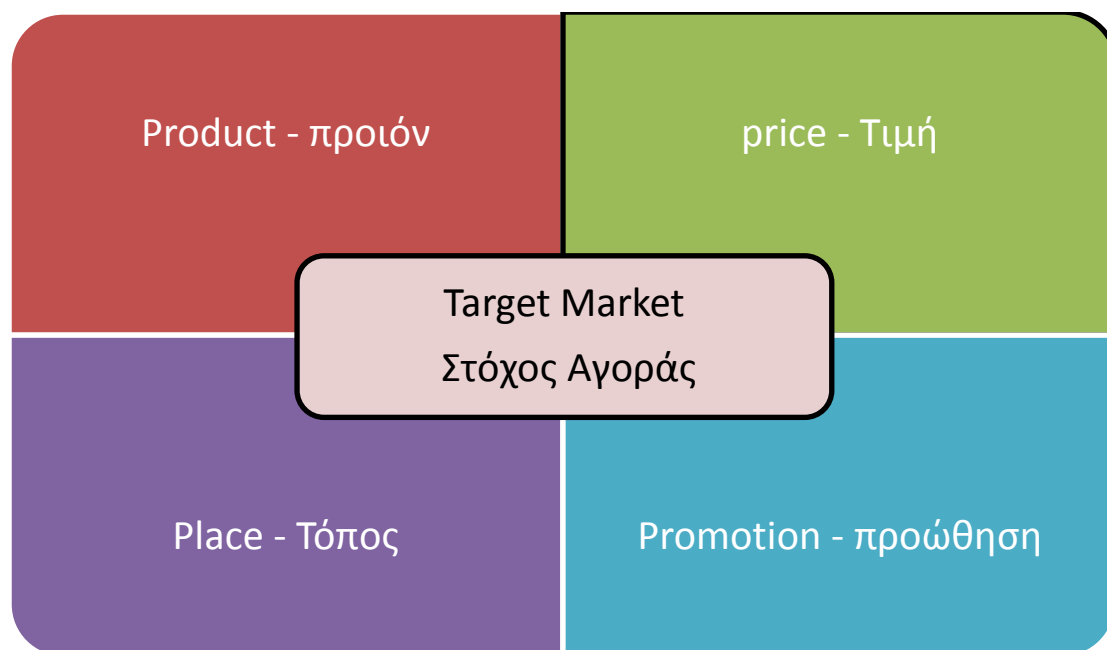 Product - προιόν
price - Τιμή
Target Market
Στόχος Αγοράς
Place - Τόπος
Promotion - προώθηση